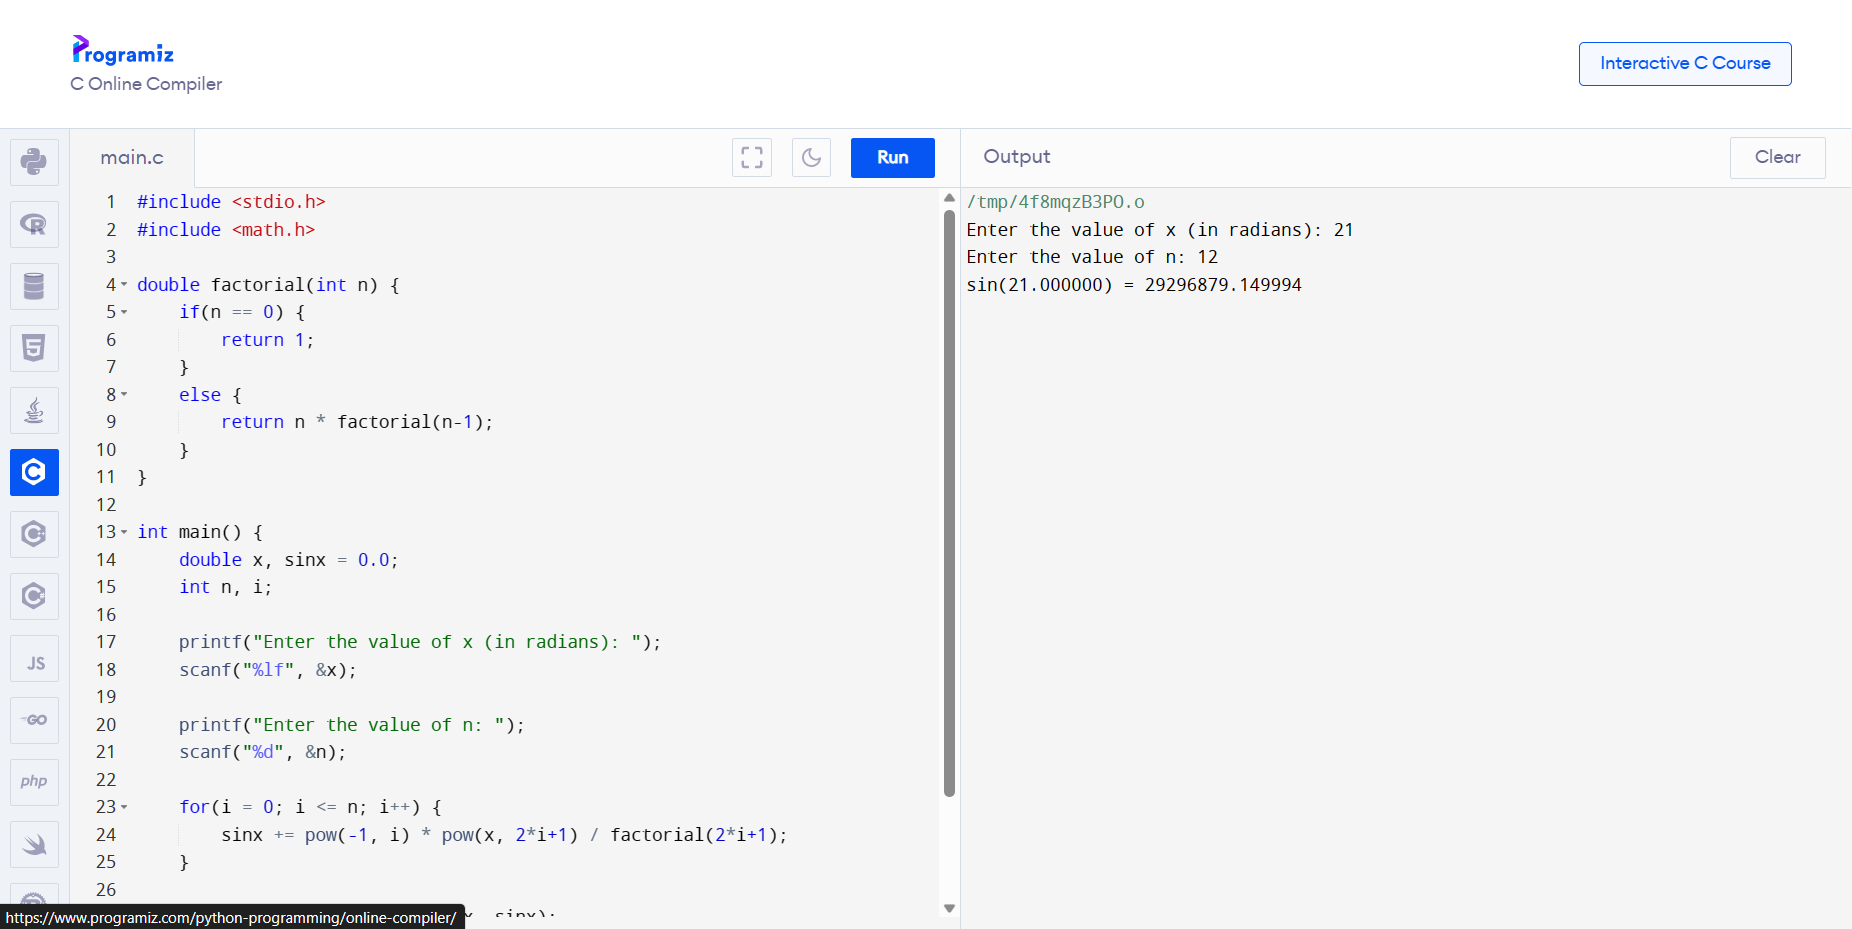 Programiz
C Online Compiler
Interactive C Course
main.c
Run
Output
Clear
1 #include <stdio.h>
2 #include <math.h>
3
4 double factorial(int n) {
5 if(n == 0) {
6 return 1;
7 }
8 else {
9 return n * factorial(n-1);
10 }
11 }
12
13 int main() {
14 double x, sinx = 0.0;
15 int n, i;
16
17 printf("Enter the value of x (in radians): ");
18 scanf("%lf", &x);
19
20 printf("Enter the value of n: ");
21 scanf("%d", &n);
22
23 for(i = 0; i <= n; i++) {
24 sinx += pow(-1, i) * pow(x, 2*i+1) / factorial(2*i+1);
25 }
26
x, sinx);
/tmp/4f8mqzB3PO.o
Enter the value of x (in radians): 21
Enter the value of n: 12
sin(21.000000) = 29296879.149994
R
5
C
C
C
JS
GO
php
https://www.programiz.com/python-programming/online-compiler/